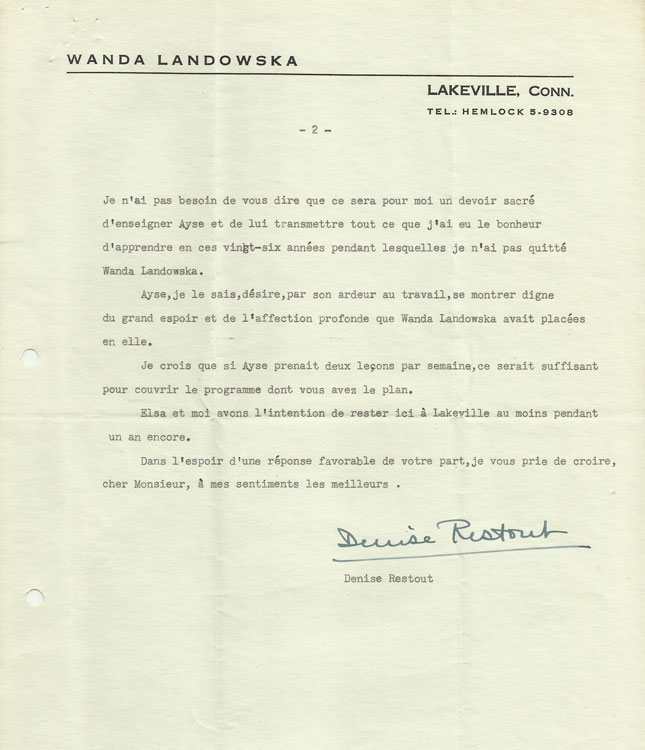 WANDA LANDOWSKA
LAKEVILLE, CONN.
TEL.: HEMLOCK 5-9308
- 2 -
Je n'ai pas besoin de vous dire que ce sera pour moi un devoir sacré
d'enseigner Ayse et de lui transmettre tout ce que j'ai eu le bonheur
d'apprendre en ces vingt-six années pendant lesquelles je n'ai pas quitté
Wanda Landowska.
Ayse,je le sais,désire,par son ardeur au travail,se montrer digne
du grand espoir et de l'affection profonde que Wanda Landowska avait placées
en elle.
Je crois que si Ayse prenait deux leçons par semaine,ce serait suffisant
pour couvrir le programme dont vous avez le plan.
Elsa et moi avons l'intention de rester ici à Lakeville au moins pendant
un an encore.
Dans l'espoir d'une réponse favorable de votre part,je vous prie de croire,
cher Monsieur, à mes sentiments les meilleurs .
Denise Restout
Denise Restout